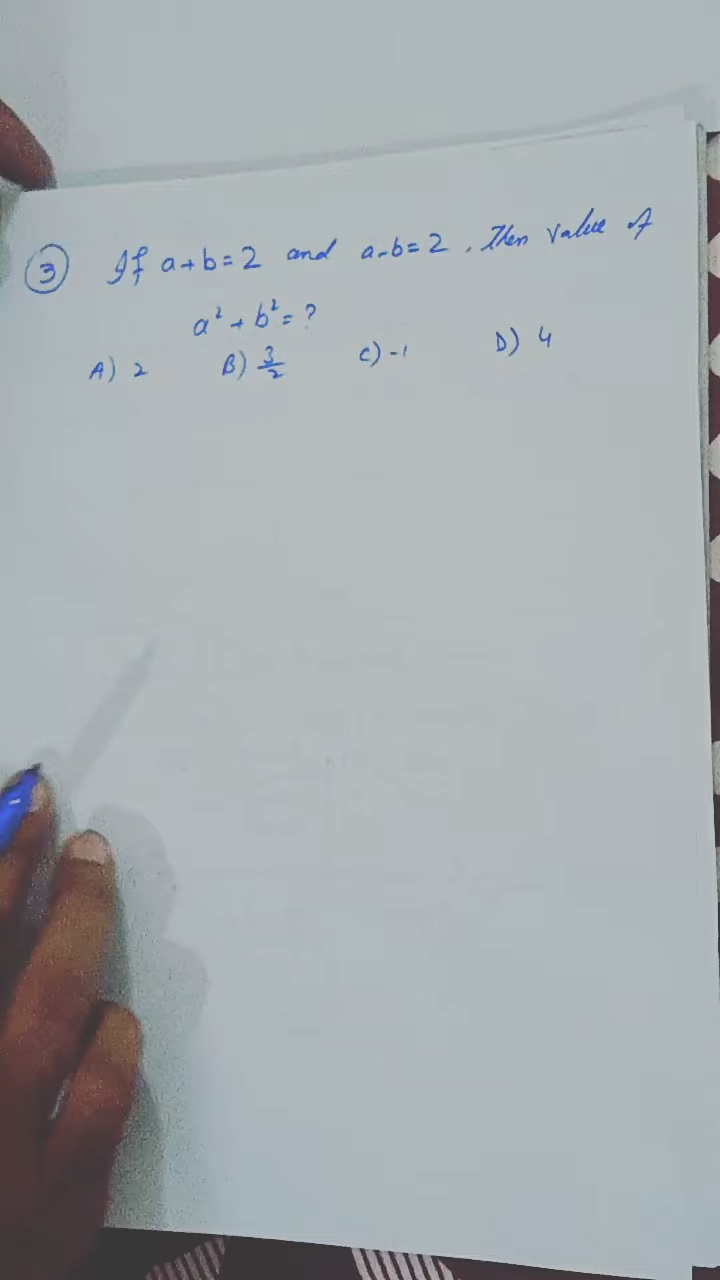 3 If a+b=2 and a-b=2. Then value of
a²+b²=?
A) 2 B) 3/2 C) -1 D) 4